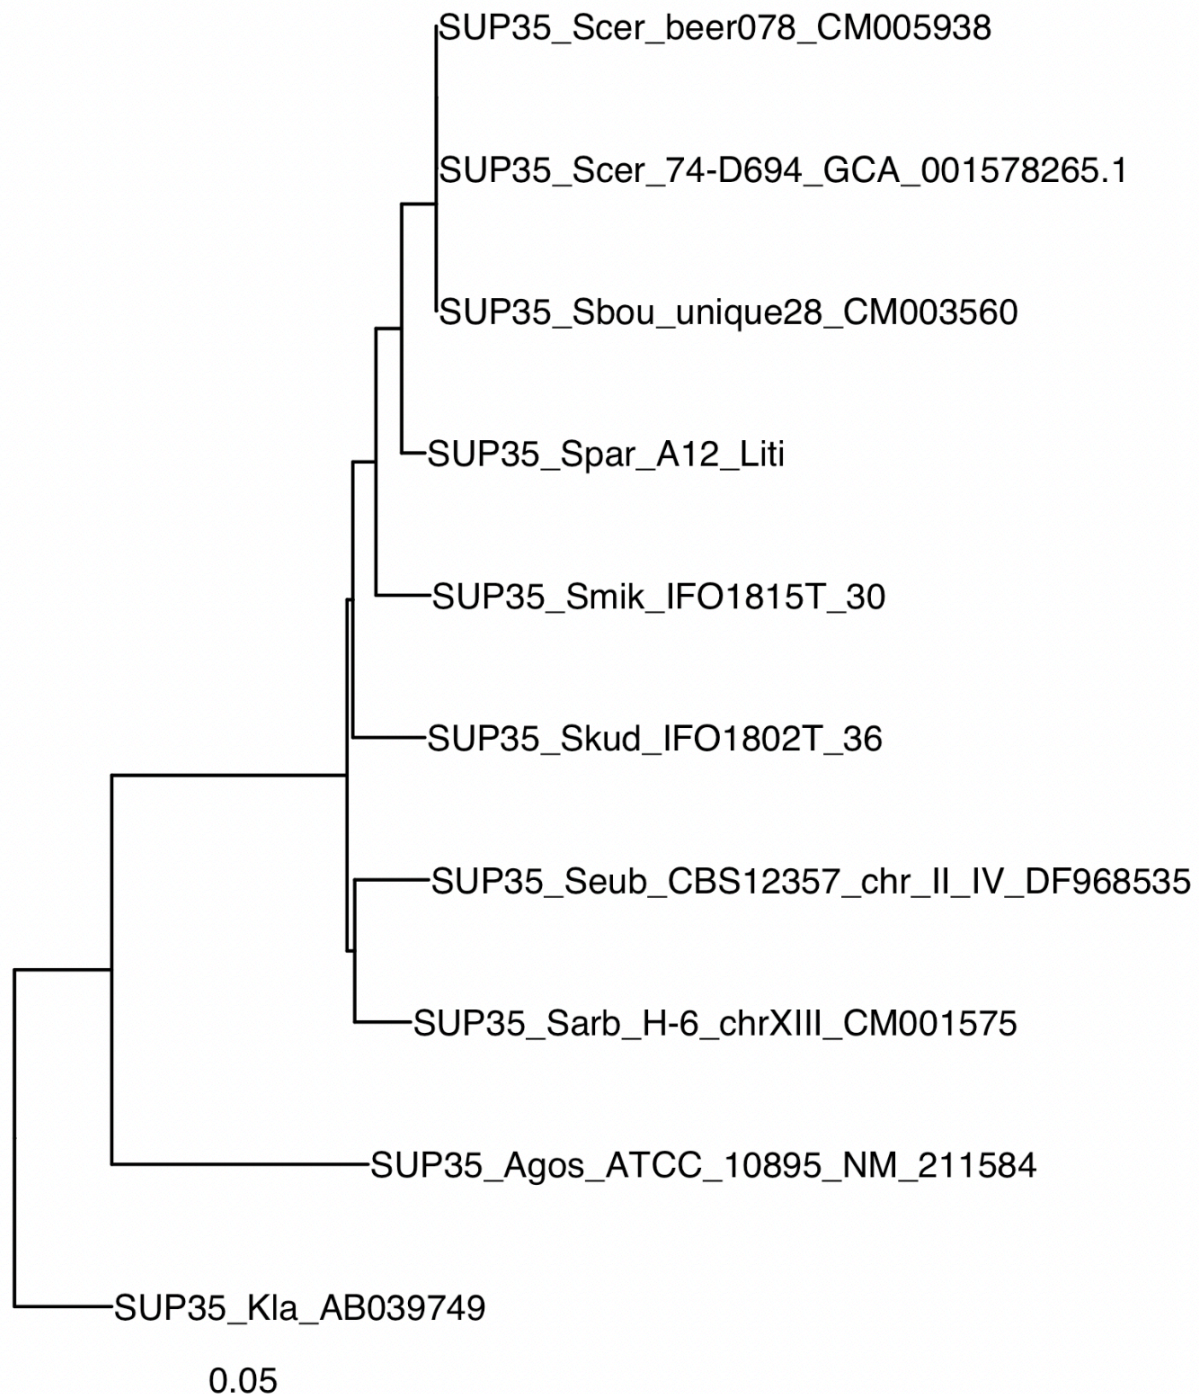 SUP35_Scer_beer078_CM005938
SUP35_Scer_74-D694_GCA_001578265.1
SUP35_Sbou_unique28_CM003560
SUP35_Spar_A12_Liti
SUP35_Smik_IFO1815T_30
SUP35_Skud_IFO1802T_36
SUP35_Seub_CBS12357_chr_II_IV_DF968535
SUP35_Sarb_H-6_chrXIII_CM001575
SUP35_Agos_ATCC_10895_NM_211584
SUP35_Kla_AB039749
0.05